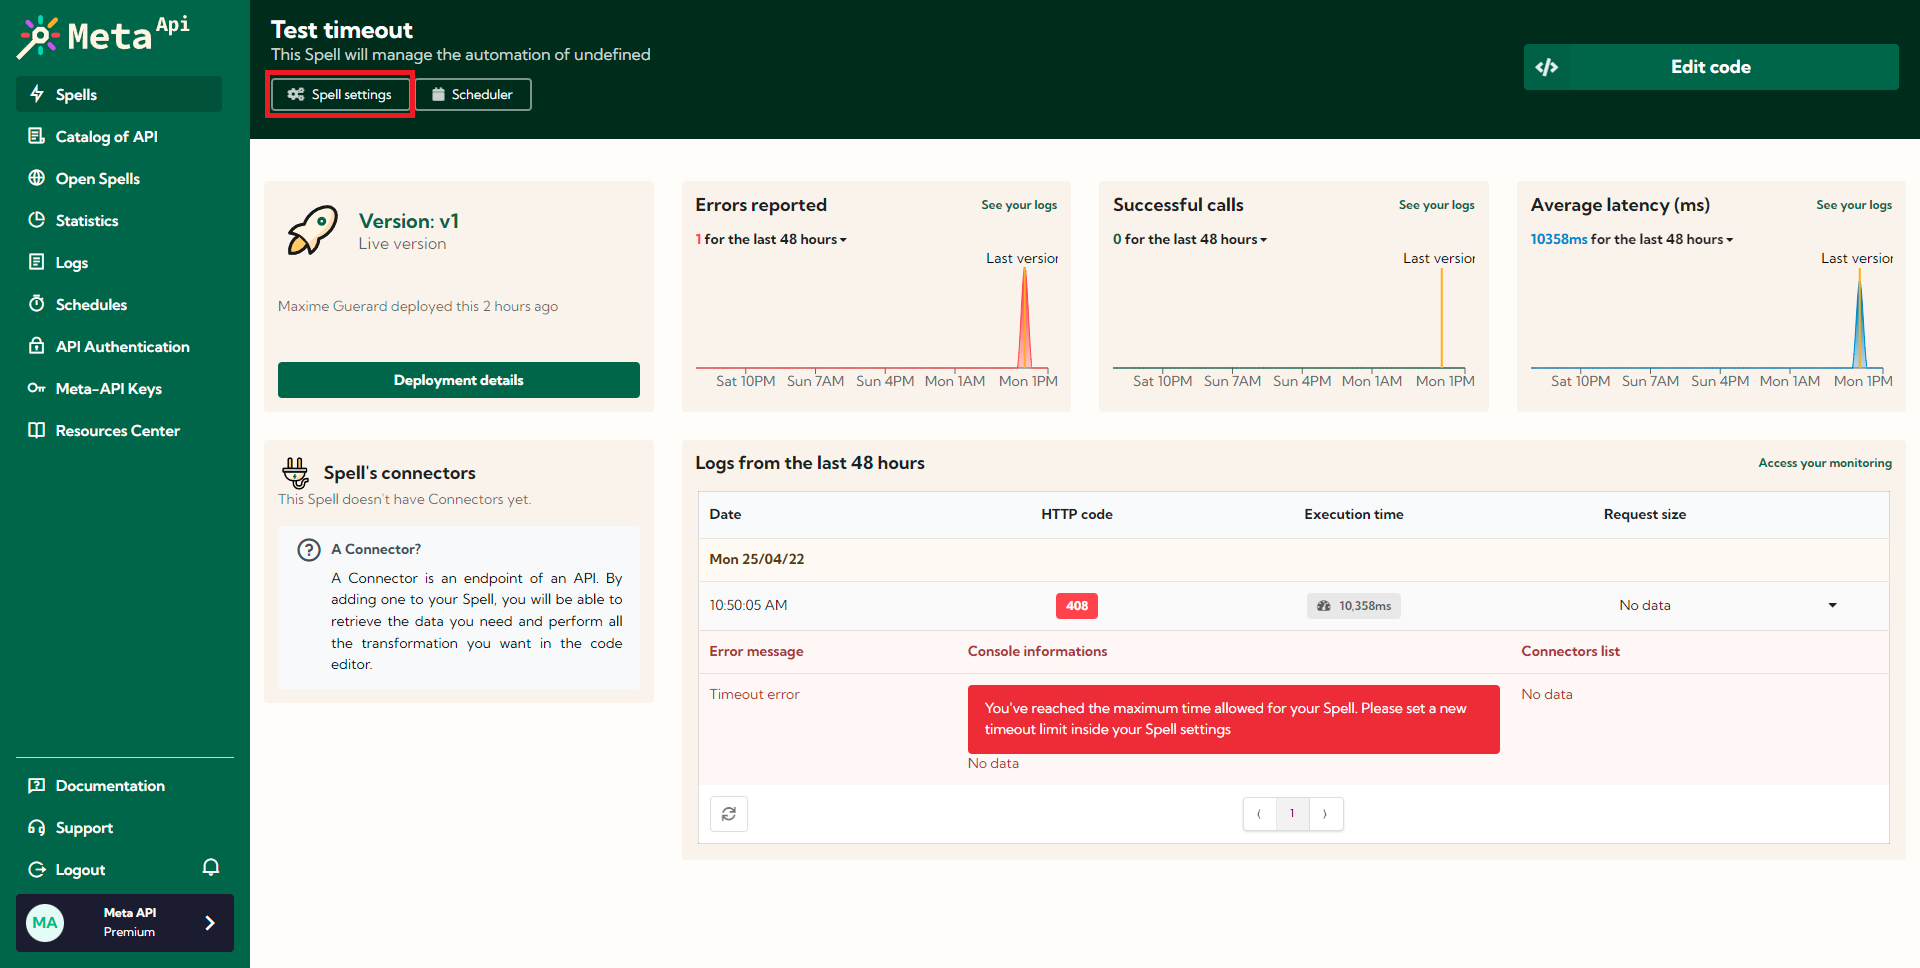 Meta Api
Spells
Catalog of API
Open Spells
Statistics
Logs
Schedules
API Authentication
Meta-API Keys
Resources Center
Documentation
Support
Logout
MA
Meta API
Premium
Test timeout
This Spell will manage the automation of undefined
Spell settings
Scheduler
</> Edit code
Version: v1
Live version
Maxime Guerard deployed this 2 hours ago
Deployment details
Errors reported
See your logs
1 for the last 48 hours
Last version
Sat 10PM Sun 7AM Sun 4PM Mon 1AM Mon 1PM
Successful calls
See your logs
0 for the last 48 hours
Last version
Sat 10PM Sun 7AM Sun 4PM Mon 1AM Mon 1PM
Average latency (ms)
See your logs
10358ms for the last 48 hours
Last version
Sat 10PM Sun 7AM Sun 4PM Mon 1AM Mon 1PM
Spell's connectors
This Spell doesn't have Connectors yet.
? A Connector?
A Connector is an endpoint of an API. By
adding one to your Spell, you will be able to
retrieve the data you need and perform all
the transformation you want in the code
editor.
Logs from the last 48 hours
Access your monitoring
Date HTTP code Execution time Request size
Mon 25/04/22
10:50:05 AM 408 10,358ms No data
Error message Console informations Connectors list
Timeout error
You've reached the maximum time allowed for your Spell. Please set a new
timeout limit inside your Spell settings
No data
No data
‹ 1 ›